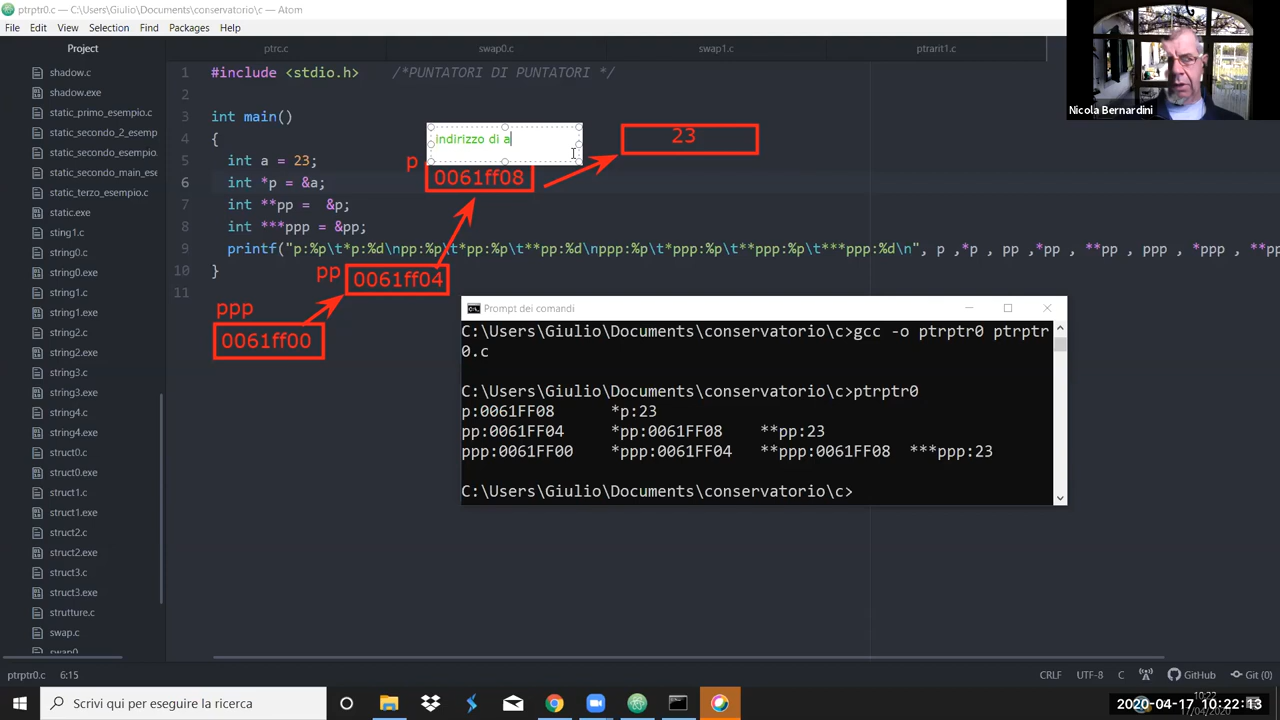 ptrptr0.c — C:\Users\Giulio\Documents\conservatorio\c — Atom
File Edit View Selection Find Packages Help
Project
ptrc.c
swap0.c
swap1.c
ptrarit1.c
shadow.c
shadow.exe
static_primo_esempio.c
static_secondo_2_esemp
static_secondo_esempio.c
static_secondo_main_ese
static_terzo_esempio.c
static.exe
sting1.c
string0.c
string0.exe
string1.c
string1.exe
string2.c
string2.exe
string3.c
string3.exe
string4.c
string4.exe
struct0.c
struct0.exe
struct1.c
struct1.exe
struct2.c
struct2.exe
struct3.c
struct3.exe
strutture.c
swap.c
swap0
1 #include <stdio.h> /*PUNTATORI DI PUNTATORI */
2
3 int main()
4 {
5 int a = 23;
6 int *p = &a;
7 int **pp = &p;
8 int ***ppp = &pp;
9 printf("p:%p\t*p:%d\npp:%p\t*pp:%p\t**pp:%d\nppp:%p\t*ppp:%p\t**ppp:%p\t***ppp:%d\n", p ,*p , pp ,*pp , **pp , ppp , *ppp , **pp
10 }
11
indirizzo di a
23
p
0061ff08
pp
0061ff04
ppp
0061ff00
Prompt dei comandi
C:\Users\Giulio\Documents\conservatorio\c>gcc -o ptrptr0 ptrptr
0.c
C:\Users\Giulio\Documents\conservatorio\c>ptrptr0
p:0061FF08 *p:23
pp:0061FF04 *pp:0061FF08 **pp:23
ppp:0061FF00 *ppp:0061FF04 **ppp:0061FF08 ***ppp:23
C:\Users\Giulio\Documents\conservatorio\c>
Nicola Bernardini
ptrptr0.c 6:15
CRLF UTF-8 C GitHub Git (0)
Scrivi qui per eseguire la ricerca
10:22
17/04/2020
2020-04-17 10:22:13